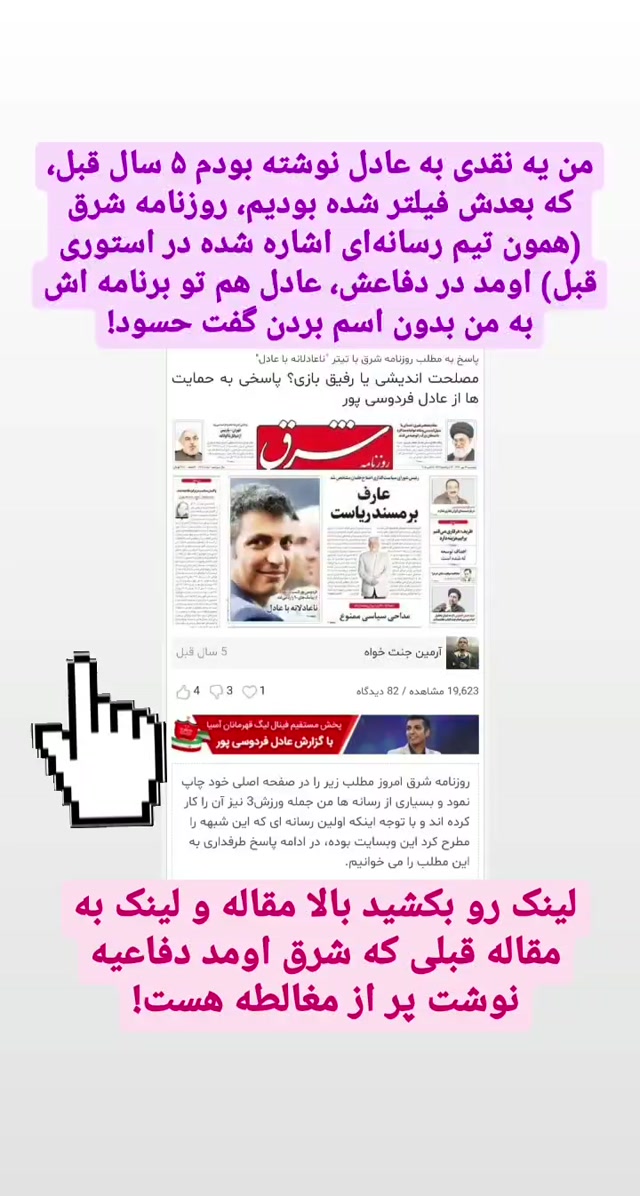 من یه نقدی به عادل نوشته بودم ۵ سال قبل،
که بعدش فیلتر شده بودیم، روزنامه شرق
(همون تیم رسانه‌ای اشاره شده در استوری
قبل) اومد در دفاعش، عادل هم تو برنامه اش
به من بدون اسم بردن گفت حسود!
پاسخ به مطلب روزنامه شرق با تیتر "ناعادلانه با عادل"
مصلحت اندیشی یا رفیق بازی؟ پاسخی به حمایت
ها از عادل فردوسی پور
روزنامه شرق
عارف
بر مسند ریاست
ناعادلانه با عادل
مداحی سیاسی ممنوع
آرمین جنت خواه
5 سال قبل
19,623 مشاهده / 82 دیدگاه
1 3 4
پخش مستقیم فینال لیگ قهرمانان آسیا
با گزارش عادل فردوسی پور
روزنامه شرق امروز مطلب زیر را در صفحه اصلی خود چاپ
نمود و بسیاری از رسانه ها من جمله ورزش3 نیز آن را کار
کرده اند و با توجه اینکه اولین رسانه ای که این شبهه را
مطرح کرد این وبسایت بوده، در ادامه پاسخ طرفداری به
این مطلب را می خوانیم.
لینک رو بکشید بالا مقاله و لینک به
مقاله قبلی که شرق اومد دفاعیه
نوشت پر از مغالطه هست!